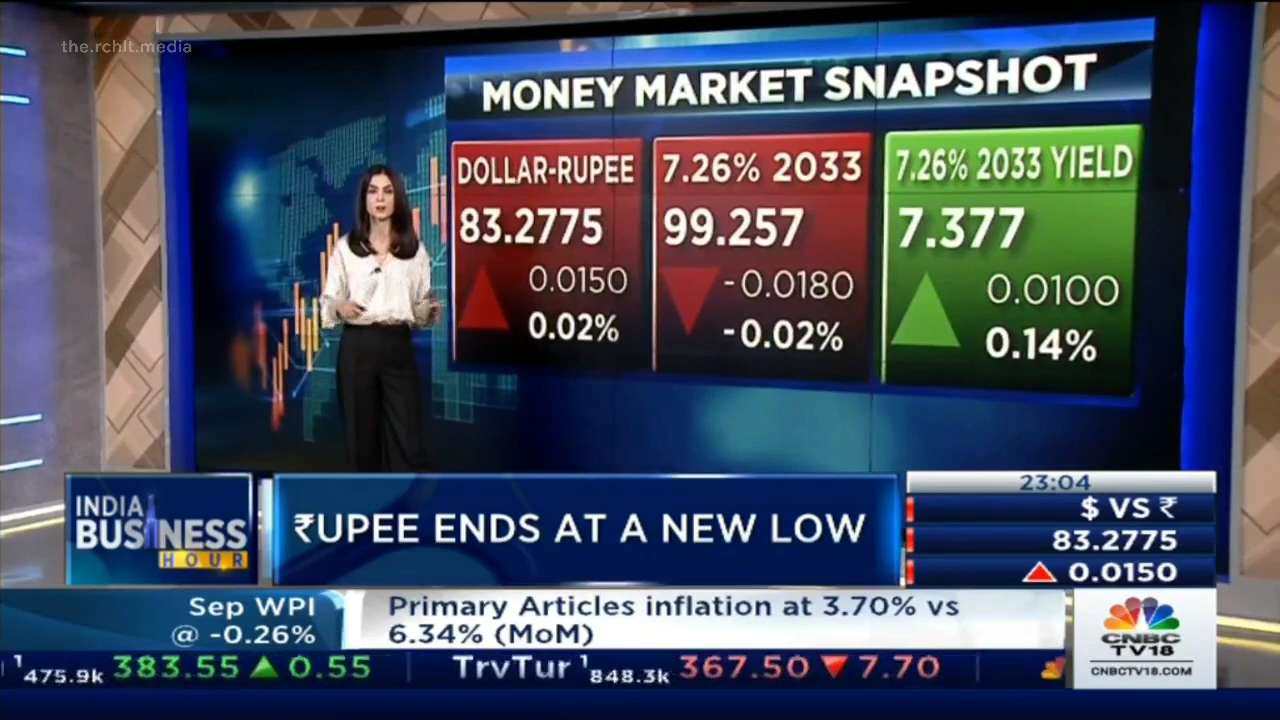 the.rchlt.media
MONEY MARKET SNAPSHOT
DOLLAR-RUPEE
83.2775
0.0150
0.02%
7.26% 2033
99.257
-0.0180
-0.02%
7.26% 2033 YIELD
7.377
0.0100
0.14%
INDIA
BUSINESS
HOUR
₹UPEE ENDS AT A NEW LOW
23:04
$ VS ₹
83.2775
▲ 0.0150
Sep WPI
@ -0.26%
Primary Articles inflation at 3.70% vs
6.34% (MoM)
475.9k 383.55 ▲ 0.55 TrvTur 848.3k 367.50 ▼ 7.70
CNBC
TV18
CNBCTV18.COM